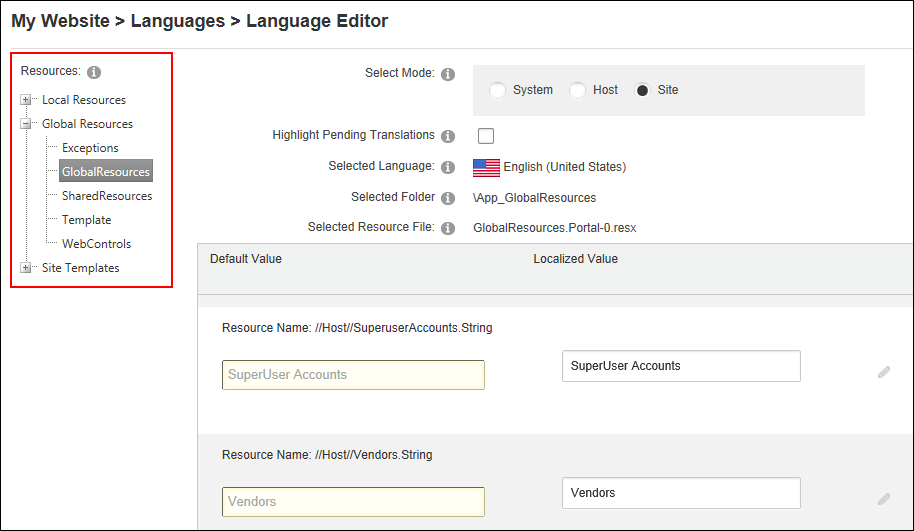 My Website > Languages > Language Editor
Resources:
Local Resources
Global Resources
Exceptions
GlobalResources
SharedResources
Template
WebControls
Site Templates
Select Mode:
System Host Site
Highlight Pending Translations
Selected Language: English (United States)
Selected Folder \App_GlobalResources
Selected Resource File: GlobalResources.Portal-0.resx
Default Value Localized Value
Resource Name: //Host//SuperuserAccounts.String
SuperUser Accounts SuperUser Accounts
Resource Name: //Host//Vendors.String
Vendors Vendors